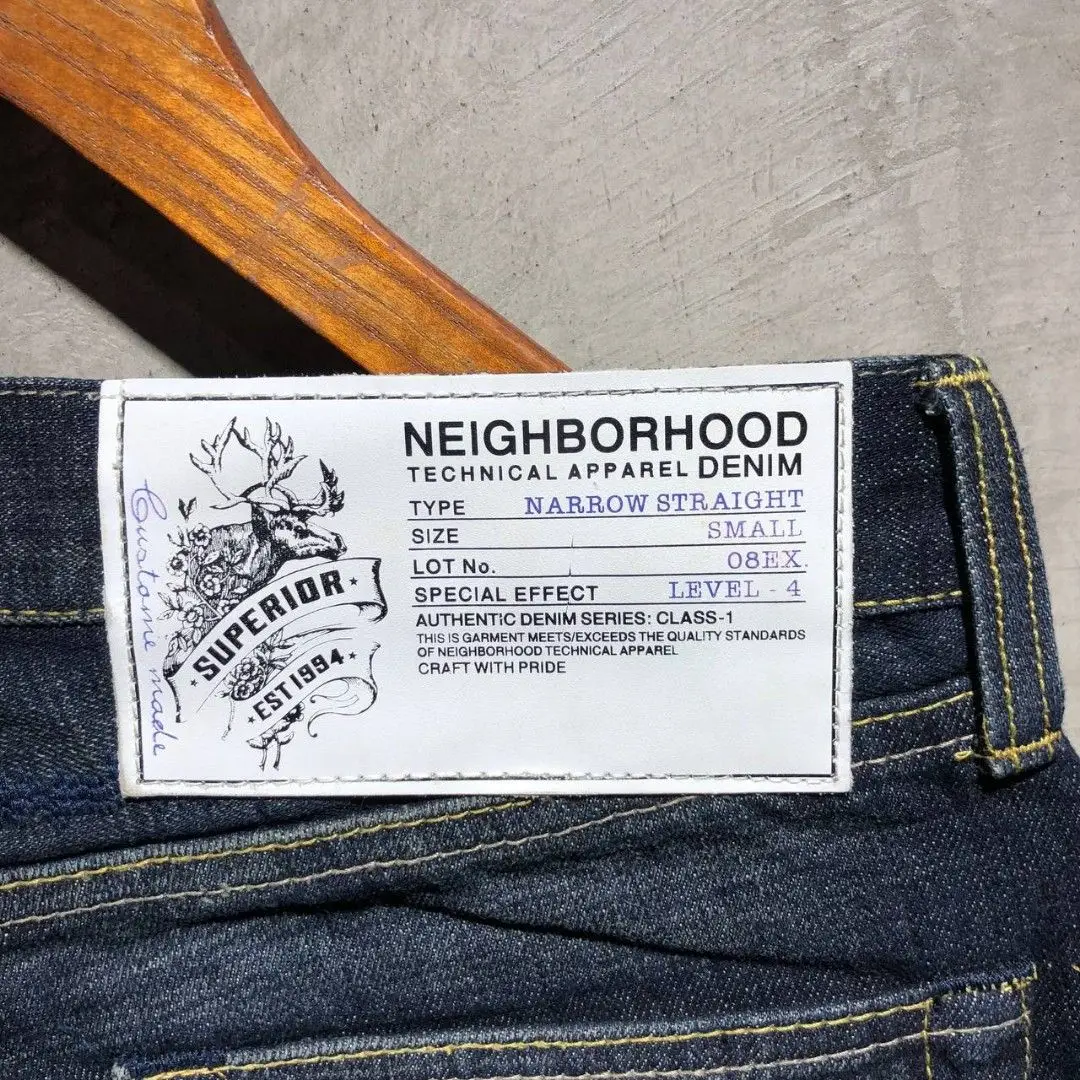 NEIGHBORHOOD
TECHNICAL APPAREL DENIM
TYPE NARROW STRAIGHT
SIZE SMALL
LOT No. 08EX.
SPECIAL EFFECT LEVEL - 4
AUTHENTIC DENIM SERIES: CLASS-1
THIS IS GARMENT MEETS/EXCEEDS THE QUALITY STANDARDS
OF NEIGHBORHOOD TECHNICAL APPAREL
CRAFT WITH PRIDE
Custome made
★SUPERIOR★
★EST 1994★